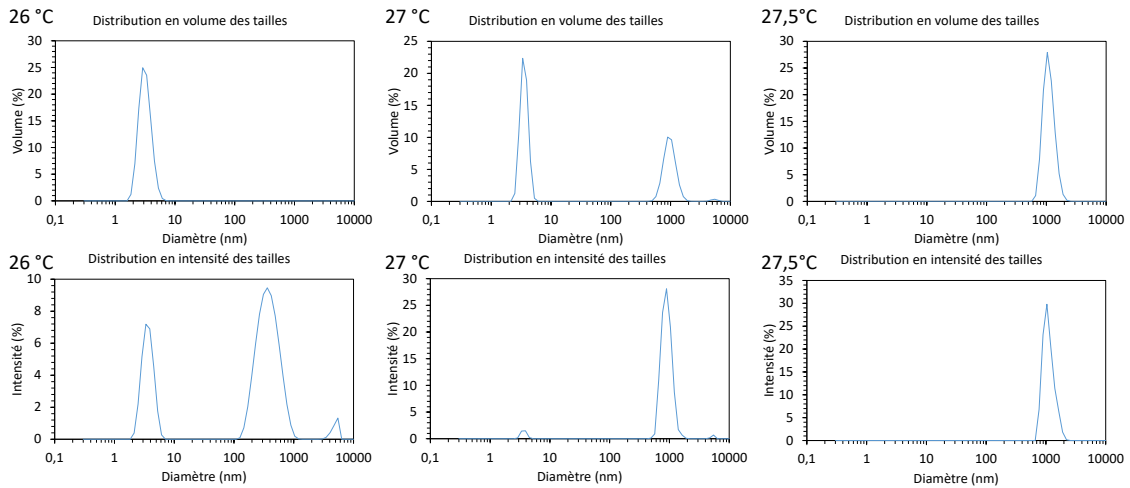 26 °C
Distribution en volume des tailles
30
25
20
15
10
5
0
Volume (%)
0,1 1 10 100 1000 10000
Diamètre (nm)
27 °C
Distribution en volume des tailles
25
20
15
10
5
0
Volume (%)
0,1 1 10 100 1000 10000
Diamètre (nm)
27,5°C
Distribution en volume des tailles
30
25
20
15
10
5
0
Volume (%)
0,1 1 10 100 1000 10000
Diamètre (nm)
26 °C
Distribution en intensité des tailles
10
8
6
4
2
0
Intensité (%)
0,1 1 10 100 1000 10000
Diamètre (nm)
27 °C
Distribution en intensité des tailles
30
25
20
15
10
5
0
Intensité (%)
0,1 1 10 100 1000 10000
Diamètre (nm)
27,5°C
Distribution en intensité des tailles
35
30
25
20
15
10
5
0
Intensité (%)
0,1 1 10 100 1000 10000
Diamètre (nm)